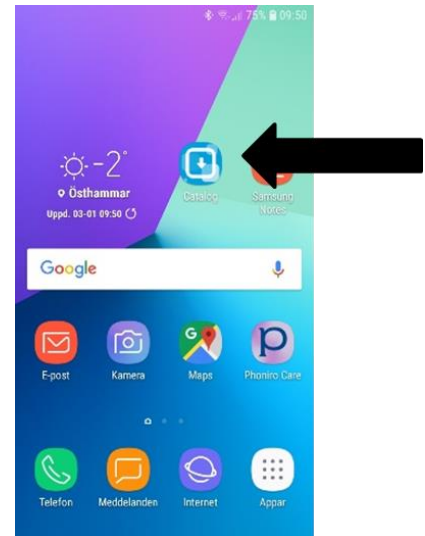 75% 09:50
-2°
Östhammar
Uppd. 03-01 09:50
Catalog
Samsung
Notes
Google
E-post
Kamera
Maps
Phoniro Care
Telefon
Meddelanden
Internet
Appar